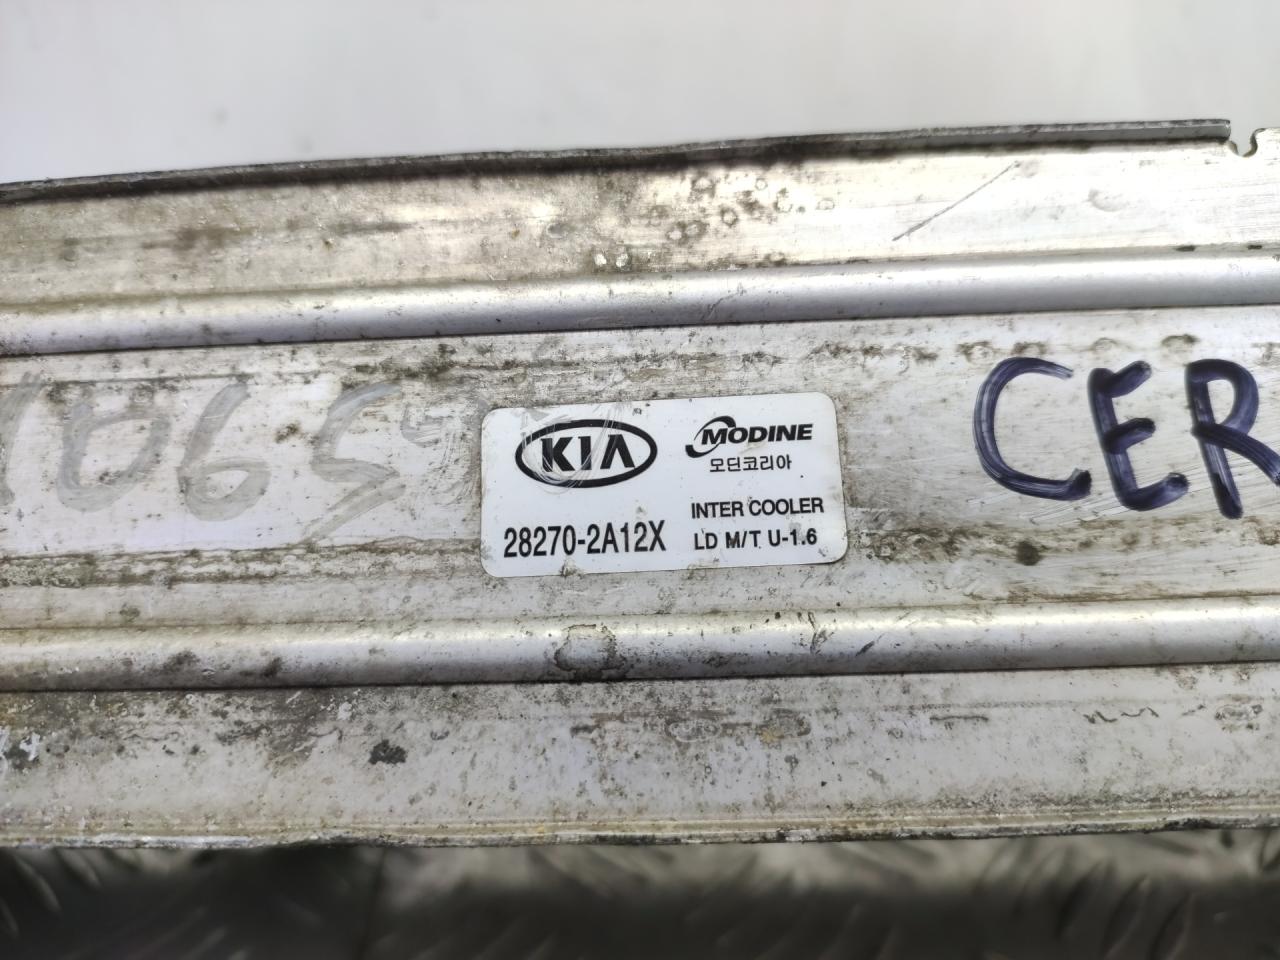 KIA
MODINE
모딘코리아
INTER COOLER
28270-2A12X
LD M/T U-1.6
CER